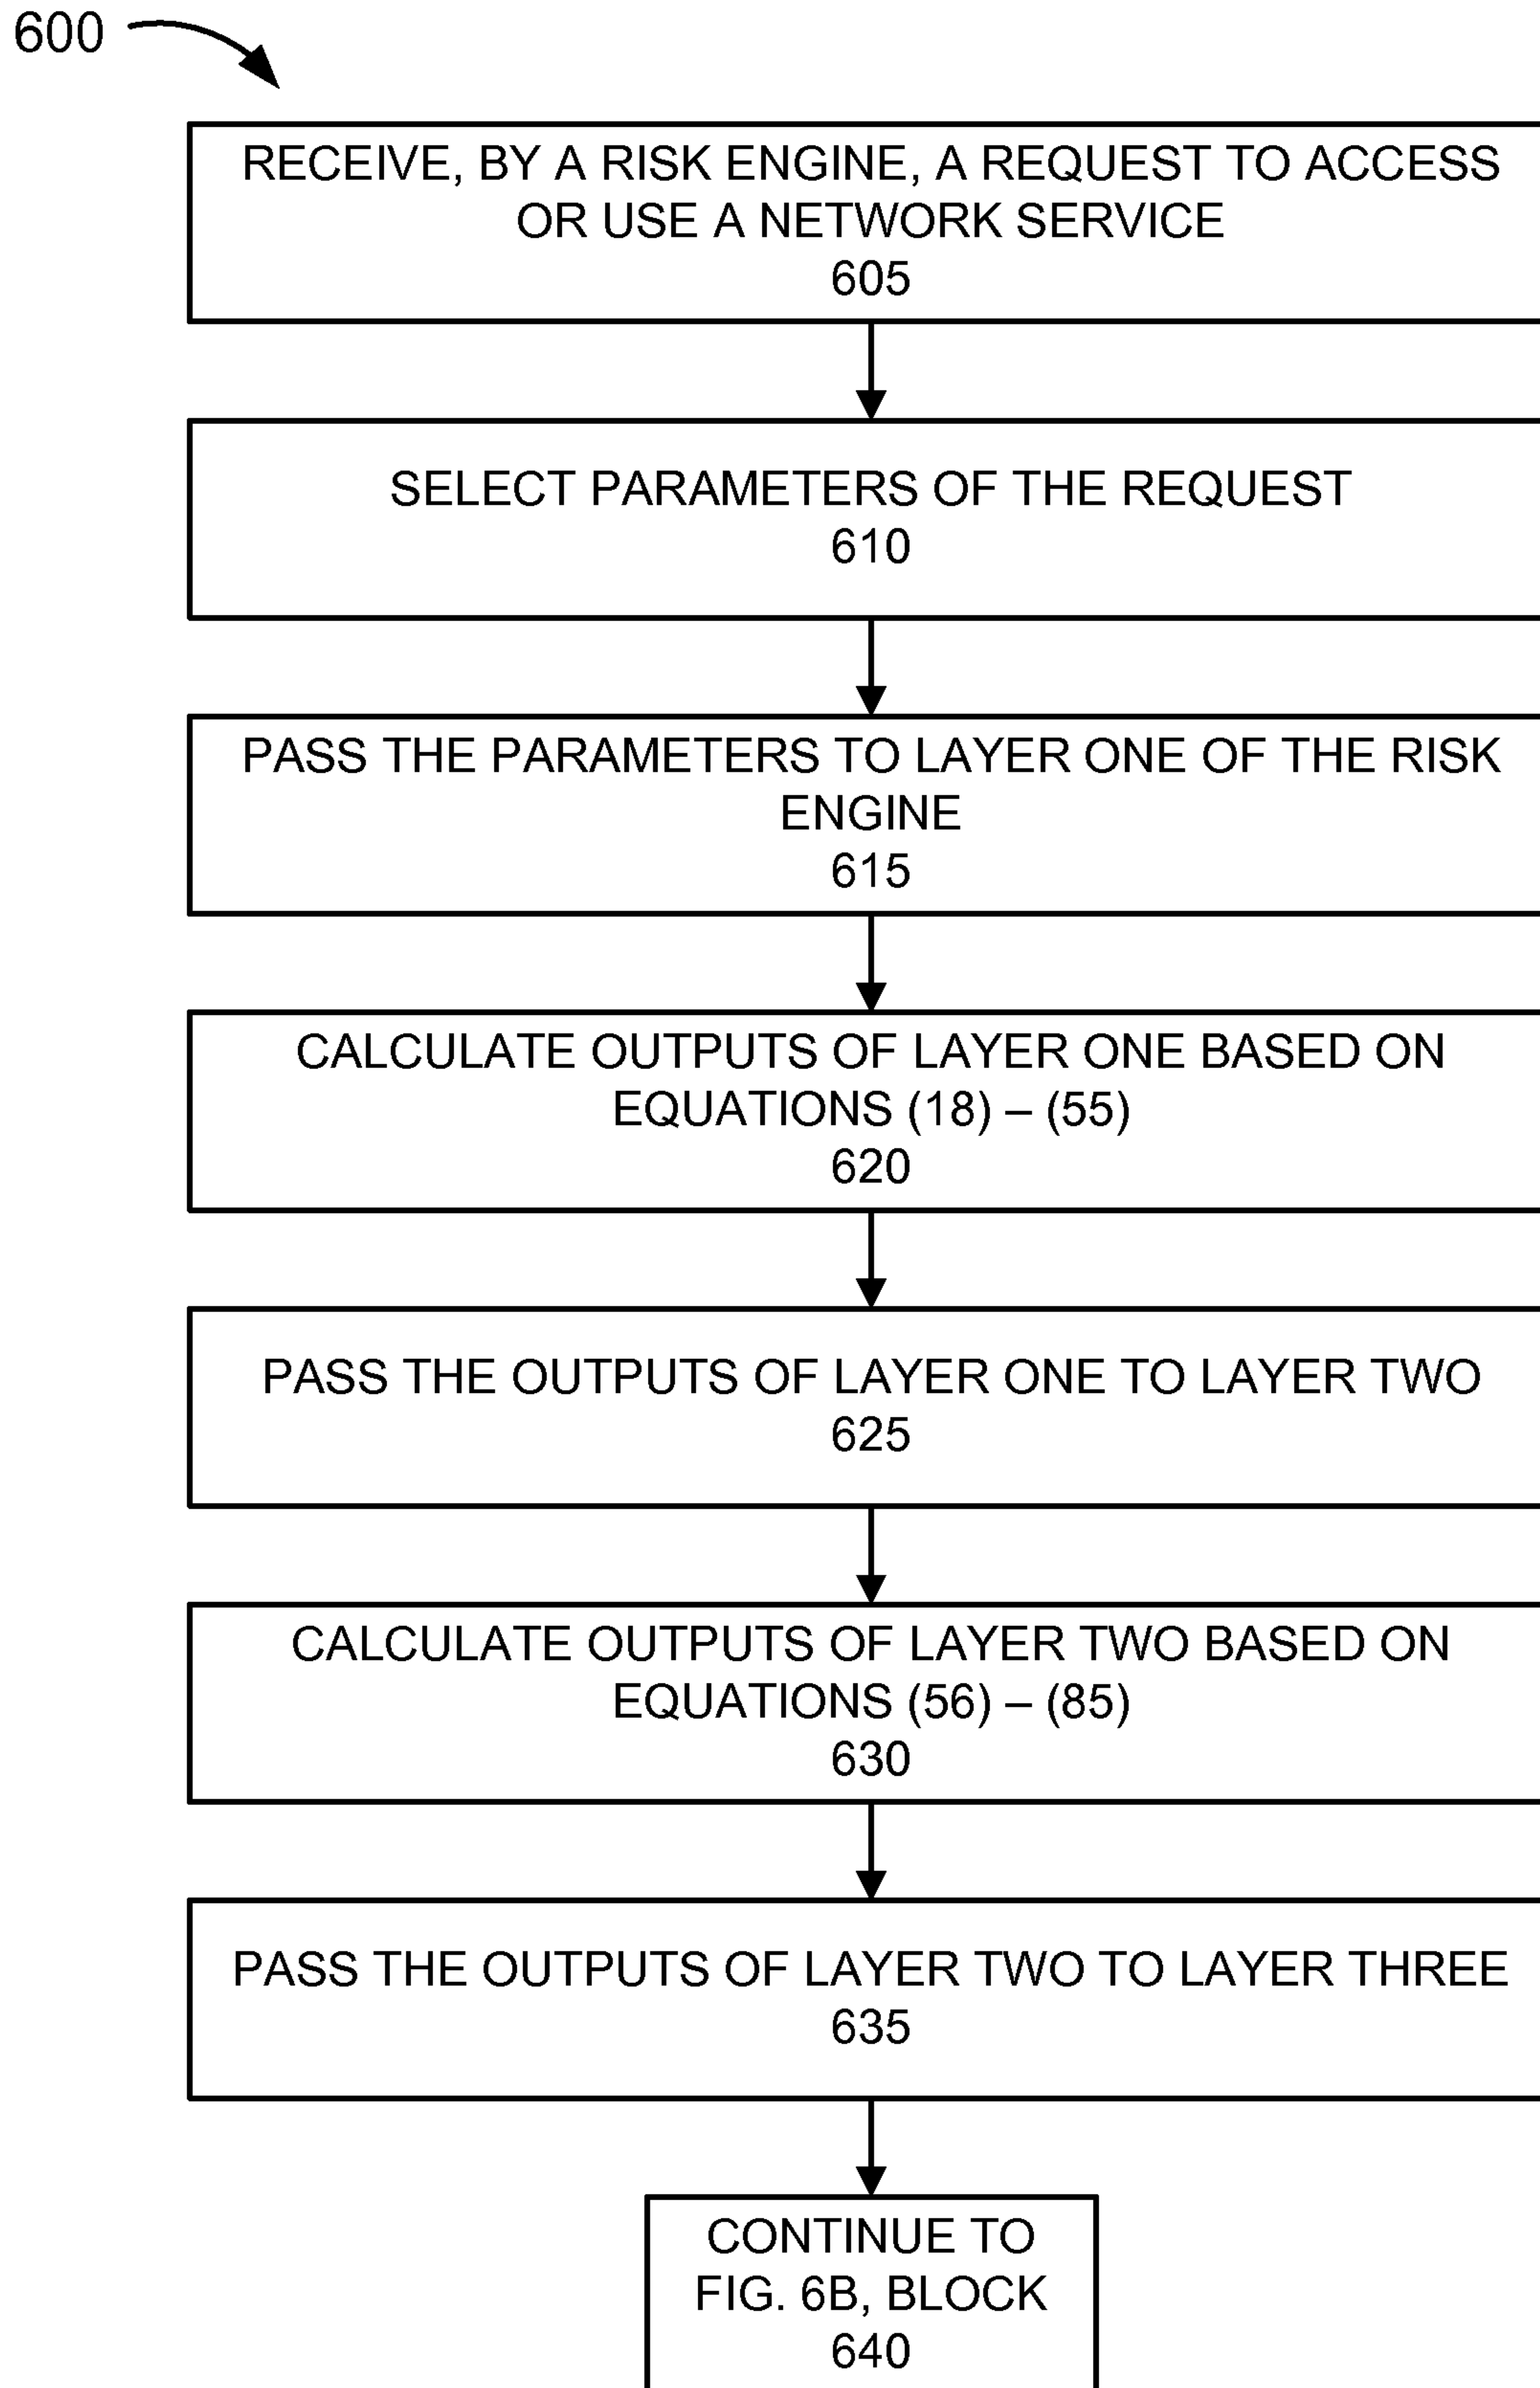 600
RECEIVE, BY A RISK ENGINE, A REQUEST TO ACCESS
OR USE A NETWORK SERVICE
605
SELECT PARAMETERS OF THE REQUEST
610
PASS THE PARAMETERS TO LAYER ONE OF THE RISK
ENGINE
615
CALCULATE OUTPUTS OF LAYER ONE BASED ON
EQUATIONS (18) – (55)
620
PASS THE OUTPUTS OF LAYER ONE TO LAYER TWO
625
CALCULATE OUTPUTS OF LAYER TWO BASED ON
EQUATIONS (56) – (85)
630
PASS THE OUTPUTS OF LAYER TWO TO LAYER THREE
635
CONTINUE TO
FIG. 6B, BLOCK
640